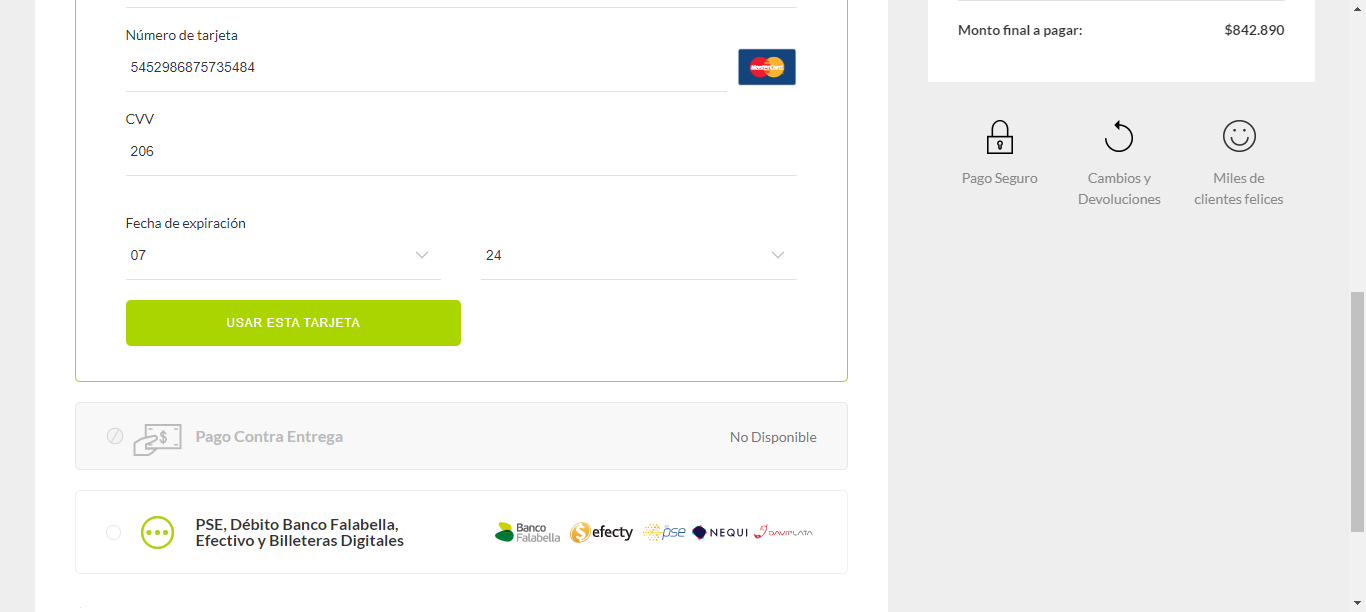 Número de tarjeta
5452986875735484
MasterCard
CVV
206
Fecha de expiración
07 24
USAR ESTA TARJETA
Pago Contra Entrega
No Disponible
PSE, Débito Banco Falabella,
Efectivo y Billeteras Digitales
Banco
Falabella
efecty
pse
NEQUI
DAVIPLATA
Monto final a pagar: $842.890
Pago Seguro
Cambios y
Devoluciones
Miles de
clientes felices